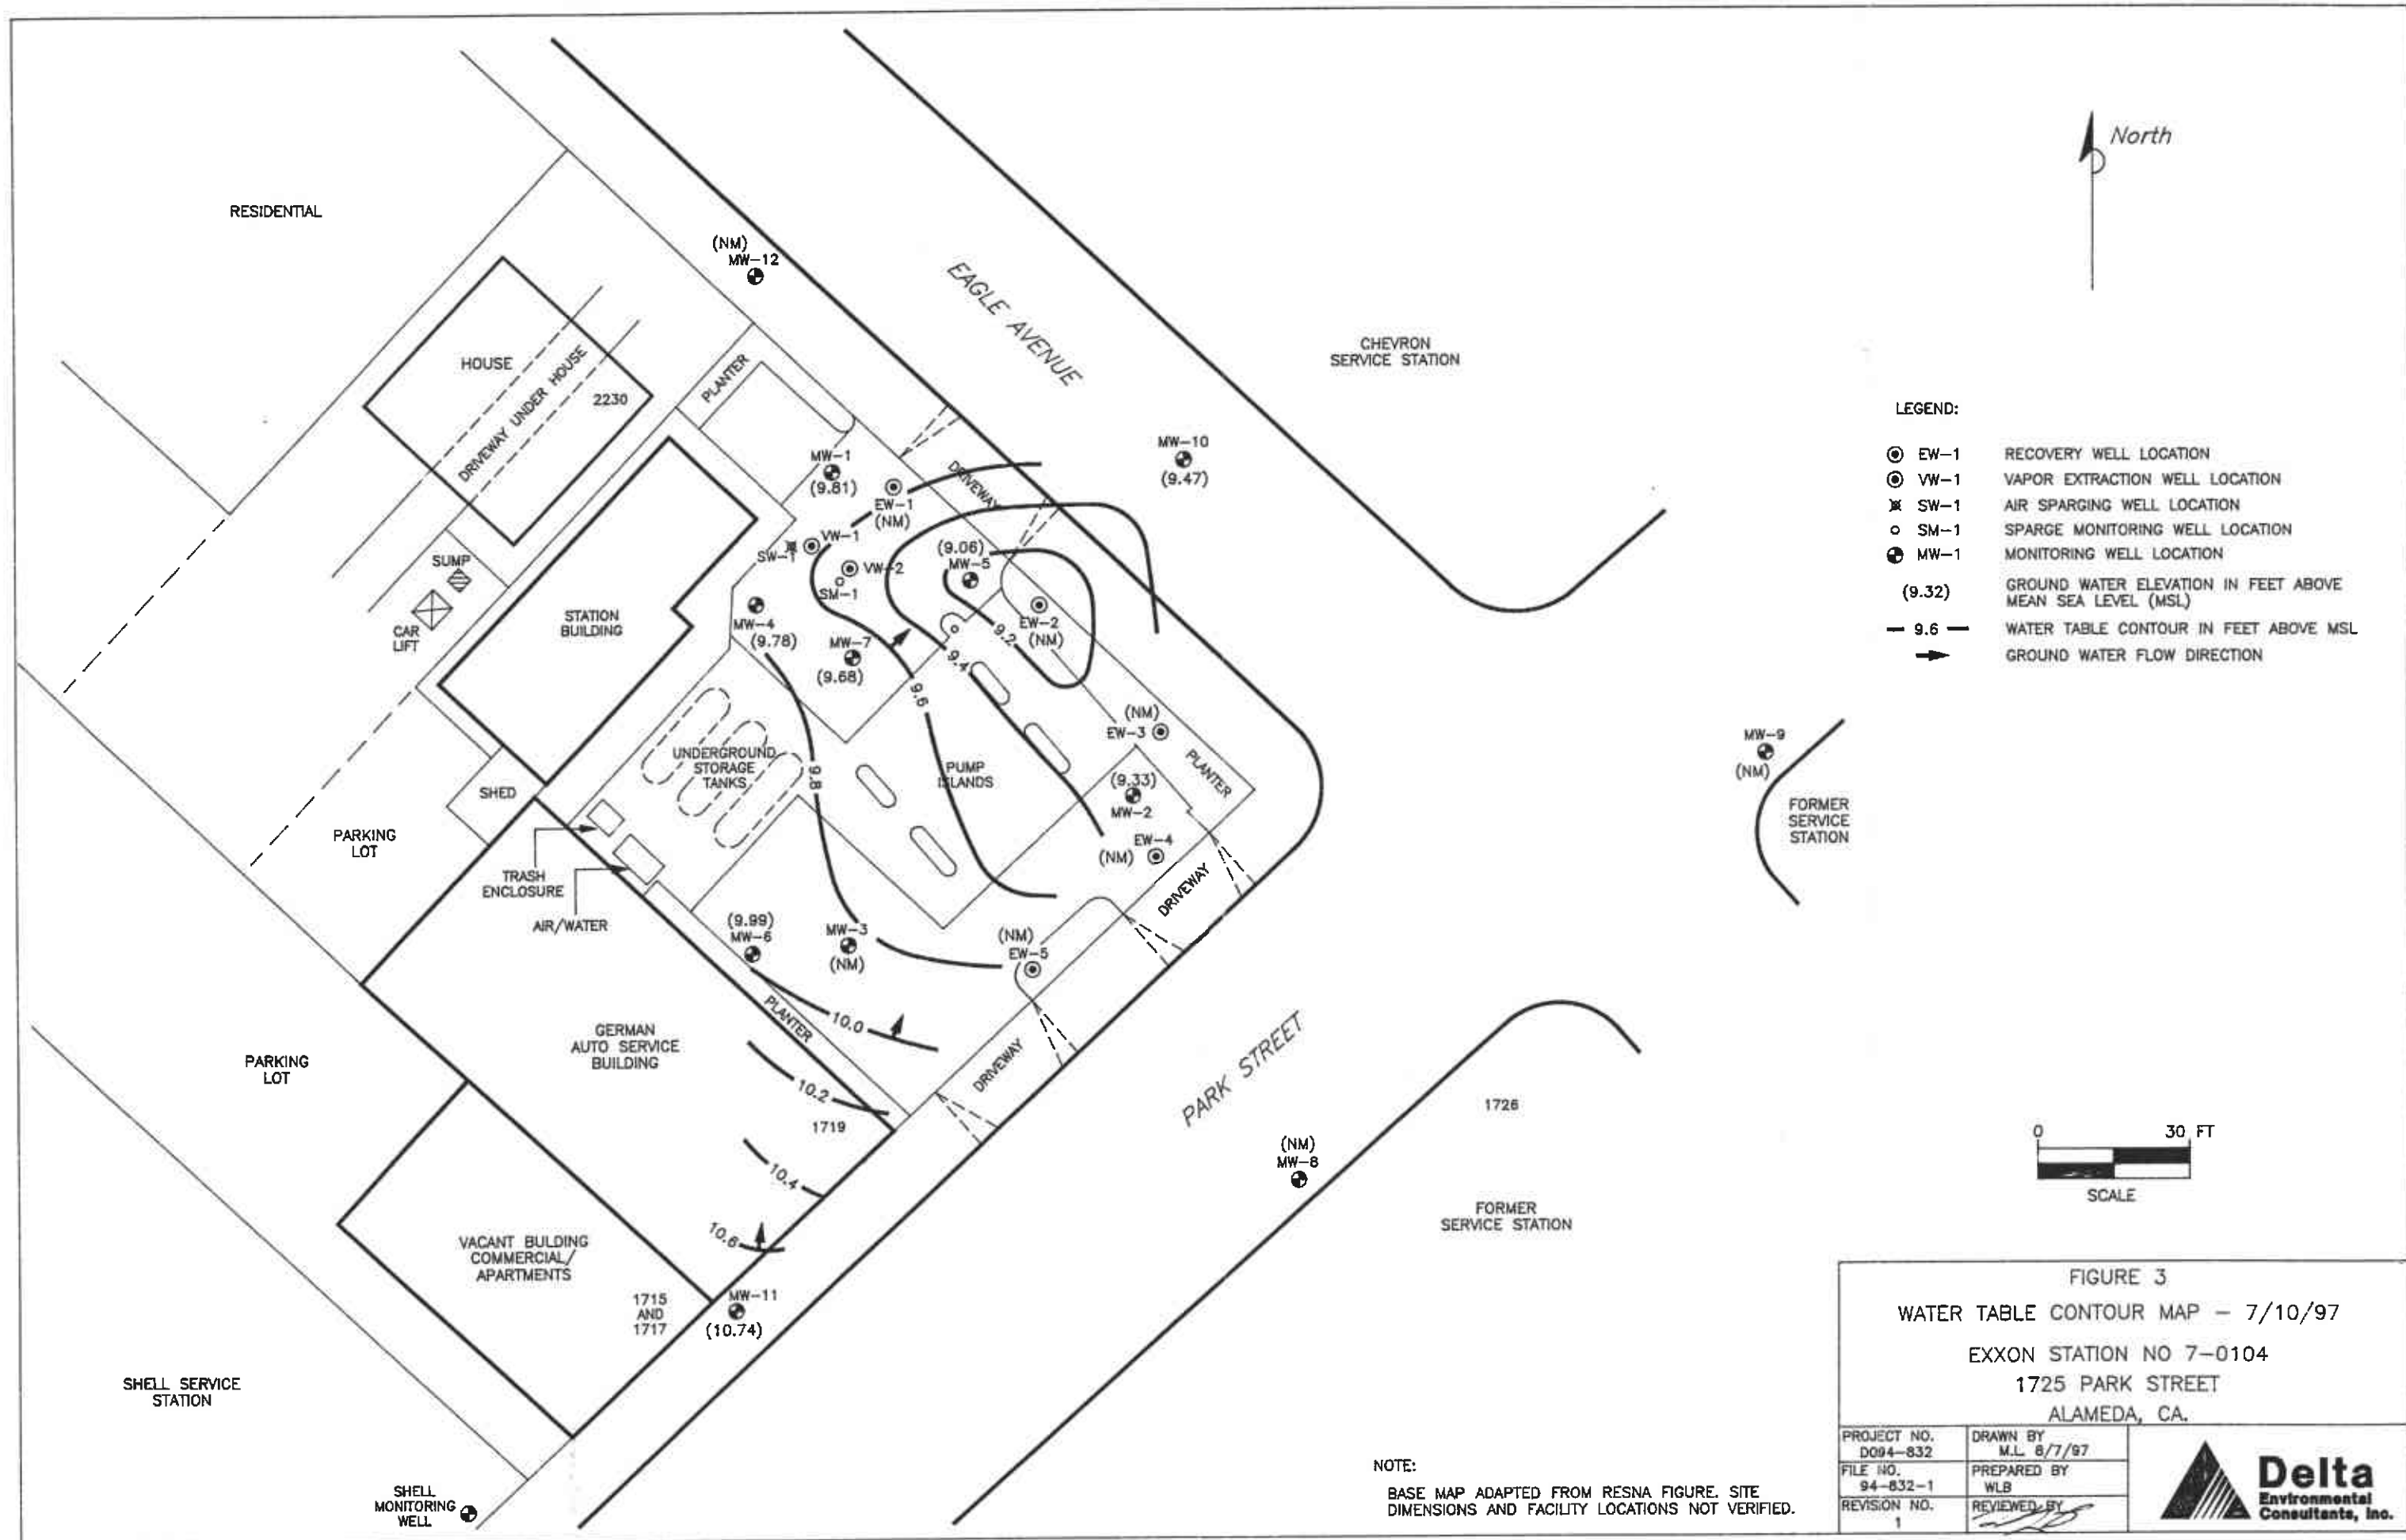 North
RESIDENTIAL
(NM)
MW-12
EAGLE AVENUE
CHEVRON
SERVICE STATION
HOUSE
DRIVEWAY UNDER HOUSE
2230
PLANTER
MW-1
(9.81)
EW-1
(NM)
DRIVEWAY
MW-10
(9.47)
LEGEND:
EW-1 RECOVERY WELL LOCATION
VW-1 VAPOR EXTRACTION WELL LOCATION
SW-1 AIR SPARGING WELL LOCATION
SM-1 SPARGE MONITORING WELL LOCATION
MW-1 MONITORING WELL LOCATION
(9.32) GROUND WATER ELEVATION IN FEET ABOVE
MEAN SEA LEVEL (MSL)
9.6 WATER TABLE CONTOUR IN FEET ABOVE MSL
GROUND WATER FLOW DIRECTION
SW-1
VW-1
VW-2
SM-1
(9.06)
MW-5
EW-2
(NM)
9.2
9.4
9.6
SUMP
CAR
LIFT
STATION
BUILDING
MW-4
(9.78)
MW-7
(9.68)
UNDERGROUND
STORAGE
TANKS
9.8
PUMP
ISLANDS
(NM)
EW-3
PLANTER
(9.33)
MW-2
EW-4
(NM)
MW-9
(NM)
FORMER
SERVICE
STATION
SHED
PARKING
LOT
TRASH
ENCLOSURE
AIR/WATER
(9.99)
MW-6
MW-3
(NM)
(NM)
EW-5
DRIVEWAY
PLANTER
10.0
DRIVEWAY
PARK STREET
GERMAN
AUTO SERVICE
BUILDING
PARKING
LOT
10.2
1719
10.4
10.6
1726
(NM)
MW-8
FORMER
SERVICE STATION
VACANT BULDING
COMMERCIAL/
APARTMENTS
1715
AND
1717
MW-11
(10.74)
SHELL SERVICE
STATION
SHELL
MONITORING
WELL
0 30 FT
SCALE
NOTE:
BASE MAP ADAPTED FROM RESNA FIGURE. SITE
DIMENSIONS AND FACILITY LOCATIONS NOT VERIFIED.
FIGURE 3
WATER TABLE CONTOUR MAP - 7/10/97
EXXON STATION NO 7-0104
1725 PARK STREET
ALAMEDA, CA.
PROJECT NO.
D094-832
DRAWN BY
M.L. 8/7/97
FILE NO.
94-832-1
PREPARED BY
WLB
REVISION NO.
1
REVIEWED BY
Delta
Environmental
Consultants, Inc.